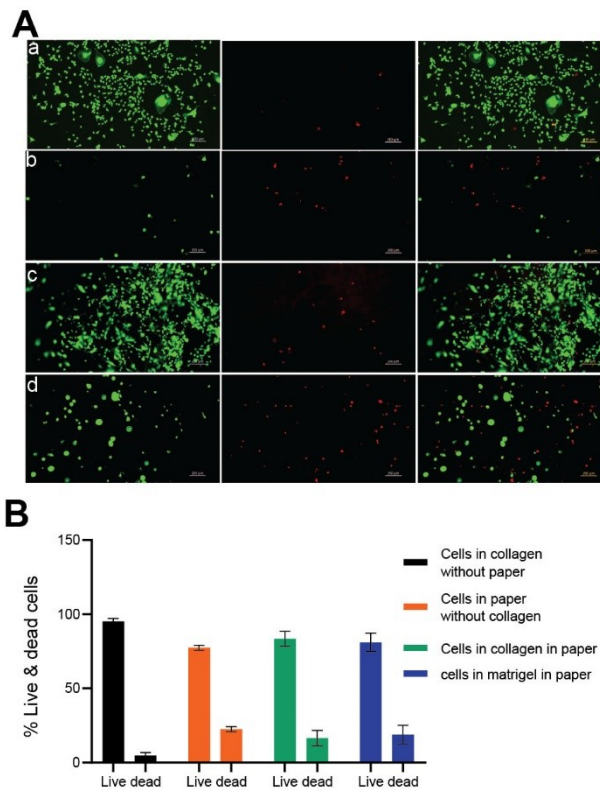 A
a
b
c
d
B
150
100
50
0
% Live & dead cells
Live dead Live dead Live dead Live dead
Cells in collagen
without paper
Cells in paper
without collagen
Cells in collagen in paper
cells in matrigel in paper